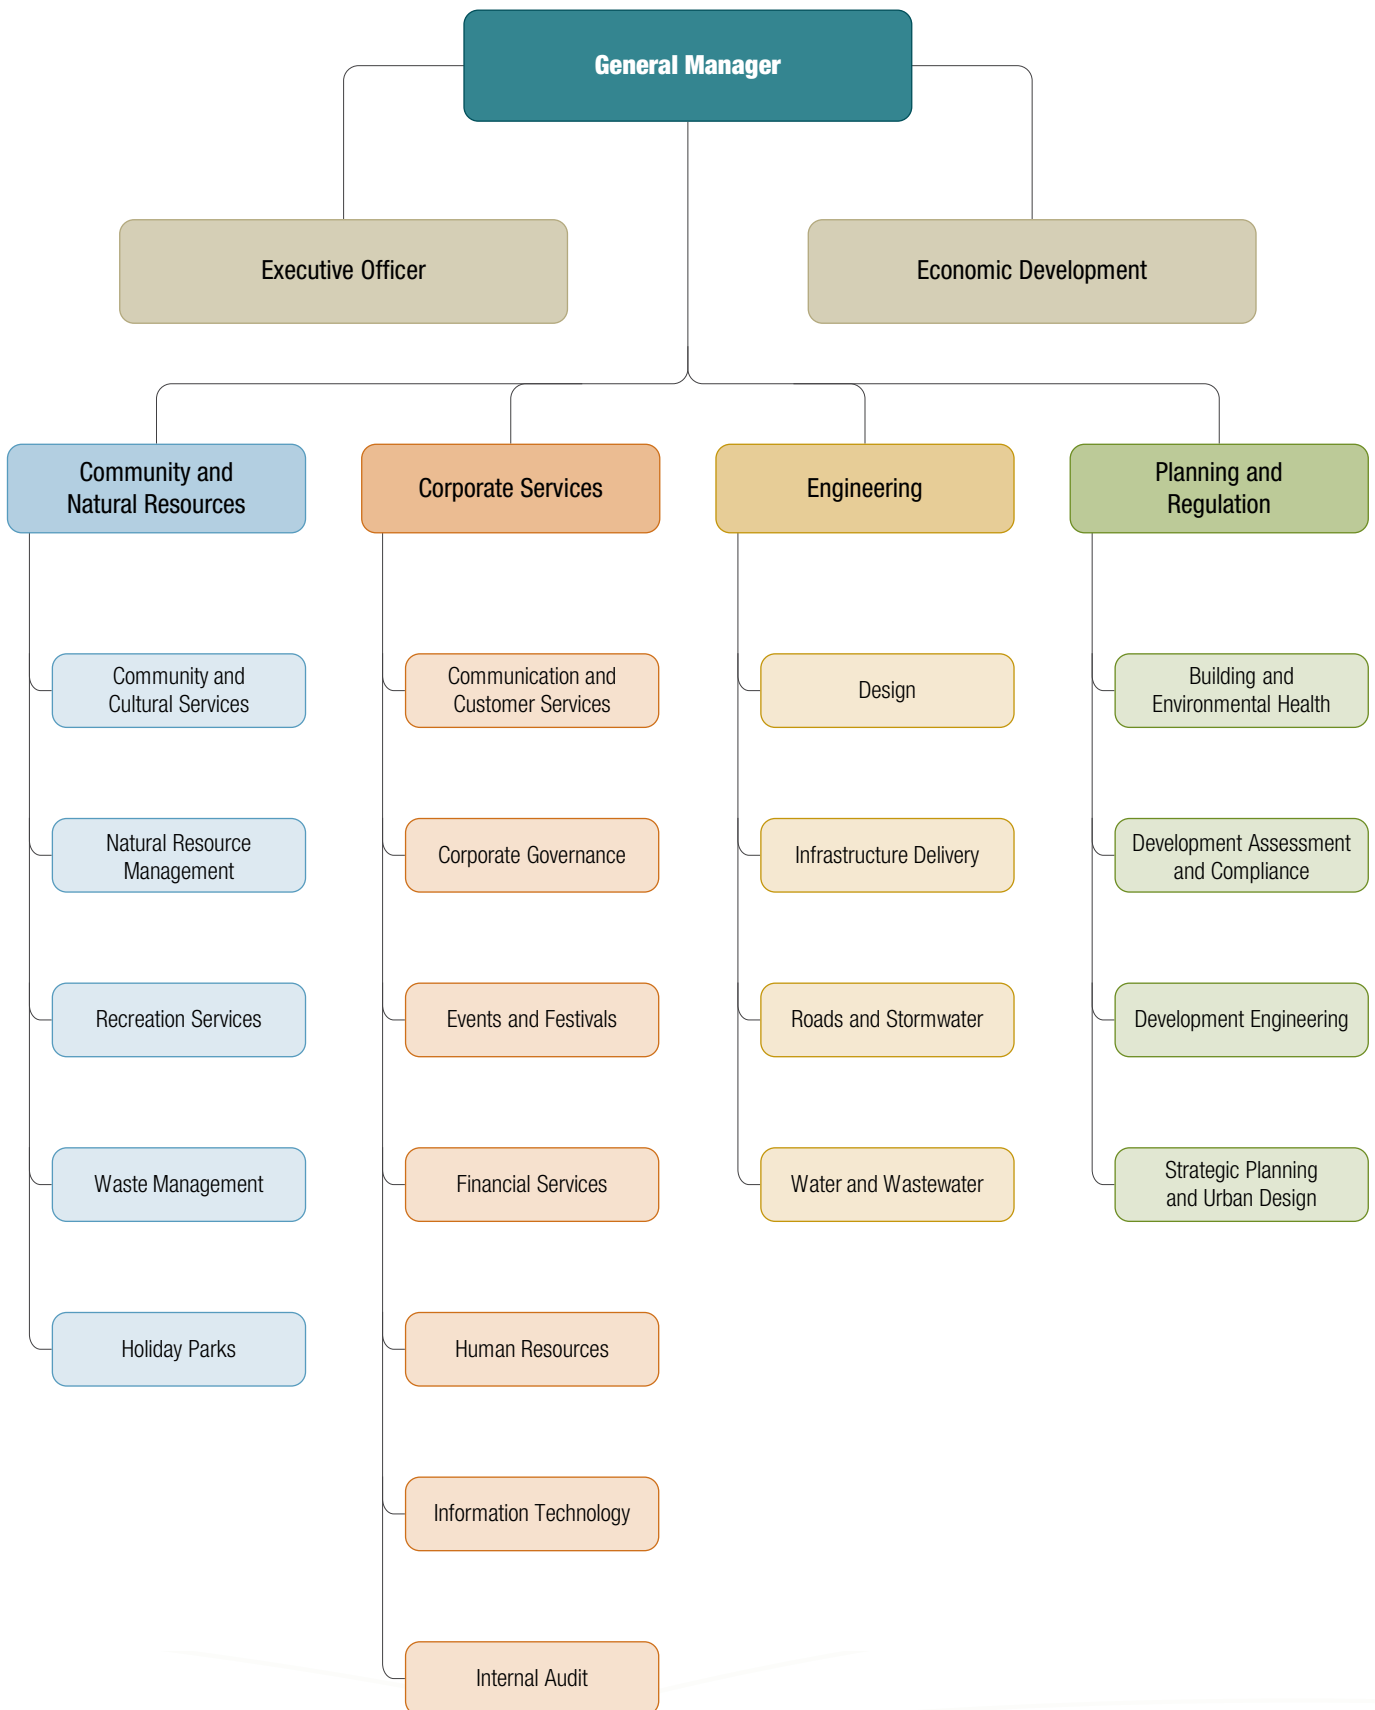 General Manager
Executive Officer
Economic Development
Community and
Natural Resources
Corporate Services
Engineering
Planning and
Regulation
Community and
Cultural Services
Natural Resource
Management
Recreation Services
Waste Management
Holiday Parks
Communication and
Customer Services
Corporate Governance
Events and Festivals
Financial Services
Human Resources
Information Technology
Internal Audit
Design
Infrastructure Delivery
Roads and Stormwater
Water and Wastewater
Building and
Environmental Health
Development Assessment
and Compliance
Development Engineering
Strategic Planning
and Urban Design